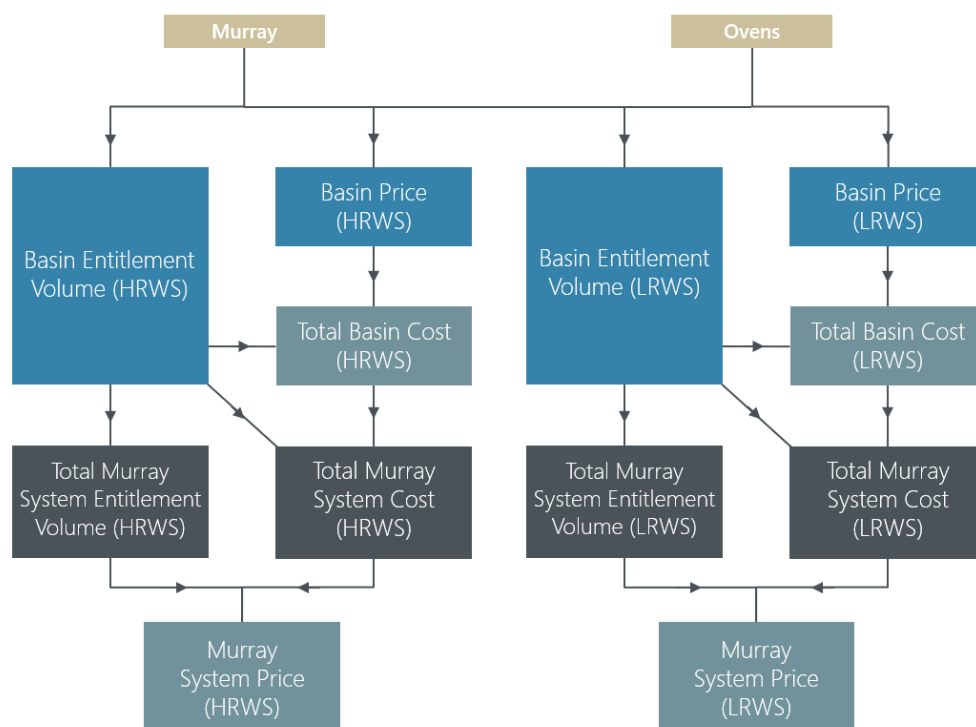 Murray
Ovens
Basin Entitlement
Volume (HRWS)
Basin Price
(HRWS)
Basin Entitlement
Volume (LRWS)
Basin Price
(LRWS)
Total Basin Cost
(HRWS)
Total Basin Cost
(LRWS)
Total Murray
System Entitlement
Volume (HRWS)
Total Murray
System Cost
(HRWS)
Total Murray
System Entitlement
Volume (LRWS)
Total Murray
System Cost
(LRWS)
Murray
System Price
(HRWS)
Murray
System Price
(LRWS)